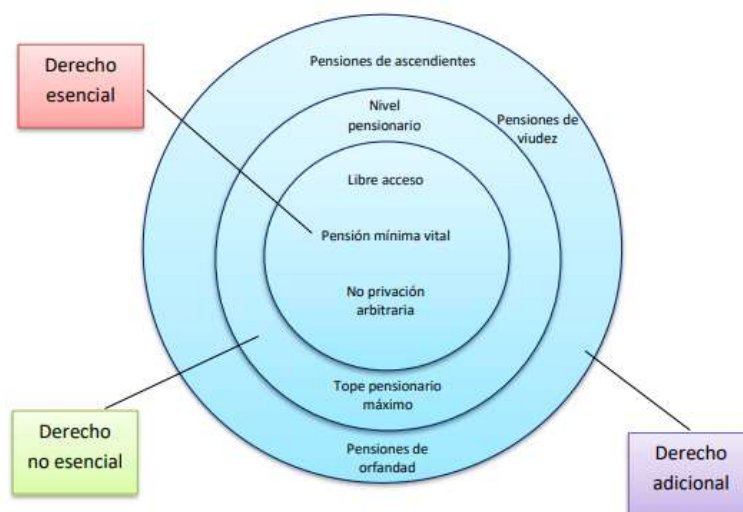 Derecho
esencial
Pensiones de ascendientes
Nivel
pensionario
Pensiones de
viudez
Libre acceso
Pensión mínima vital
No privación
arbitraria
Tope pensionario
máximo
Pensiones de
orfandad
Derecho
no esencial
Derecho
adicional